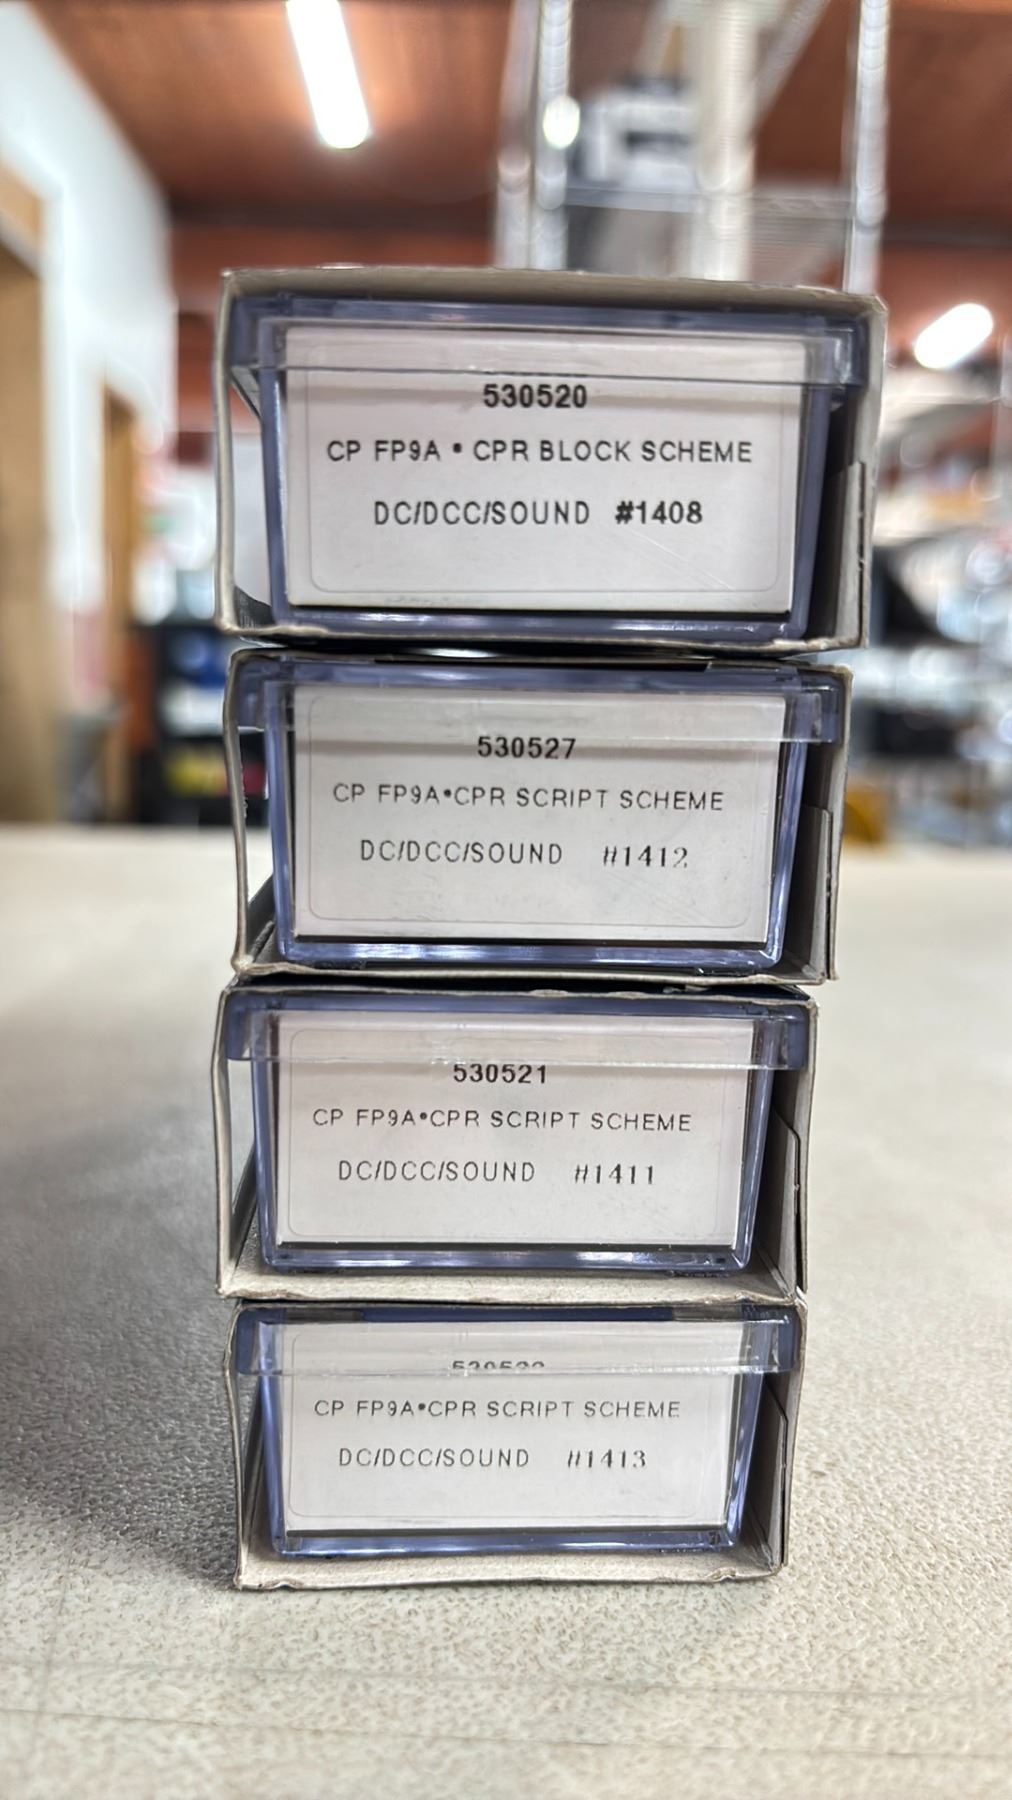 530520
CP FP9A • CPR BLOCK SCHEME
DC/DCC/SOUND #1408
530527
CP FP9A•CPR SCRIPT SCHEME
DC/DCC/SOUND #1412
530521
CP FP9A•CPR SCRIPT SCHEME
DC/DCC/SOUND #1411
CP FP9A•CPR SCRIPT SCHEME
DC/DCC/SOUND #1413